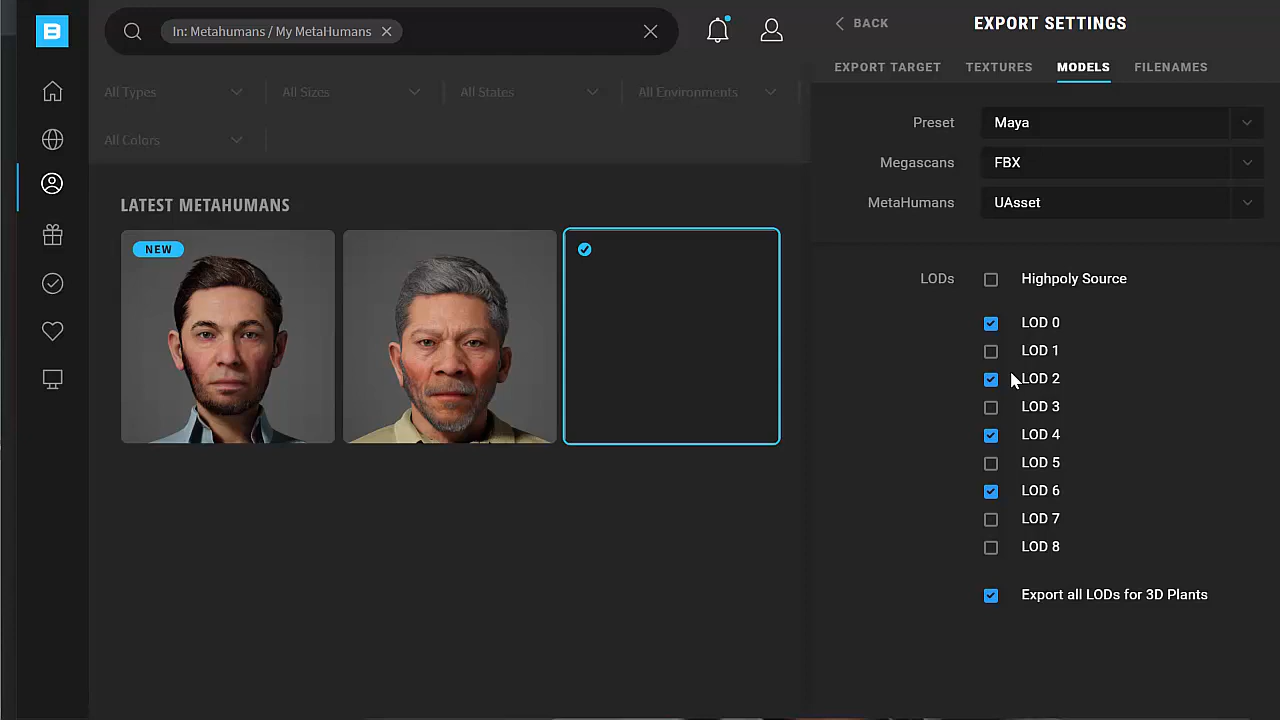 B
In: Metahumans / My MetaHumans
BACK
EXPORT SETTINGS
EXPORT TARGET
TEXTURES
MODELS
FILENAMES
All Types
All Sizes
All States
All Environments
All Colors
LATEST METAHUMANS
NEW
Preset
Maya
Megascans
FBX
MetaHumans
UAsset
LODs
Highpoly Source
LOD 0
LOD 1
LOD 2
LOD 3
LOD 4
LOD 5
LOD 6
LOD 7
LOD 8
Export all LODs for 3D Plants